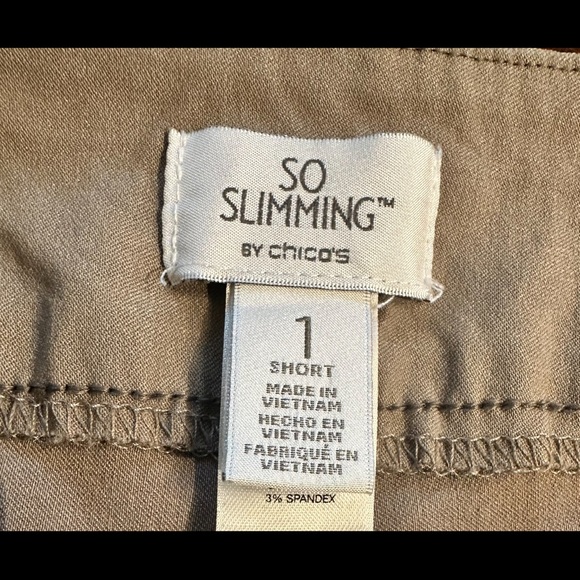 SO
SLIMMING™
BY chico's
1
SHORT
MADE IN
VIETNAM
HECHO EN
VIETNAM
FABRIQUÉ EN
VIETNAM
3% SPANDEX